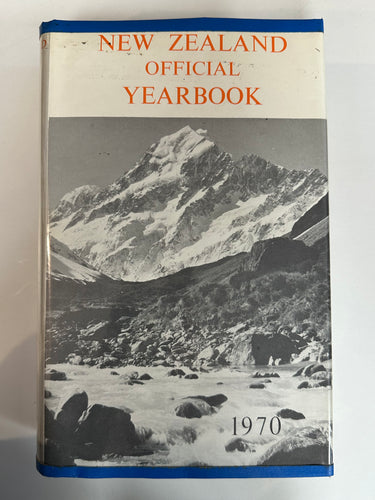 NEW ZEALAND
OFFICIAL
YEARBOOK
1970